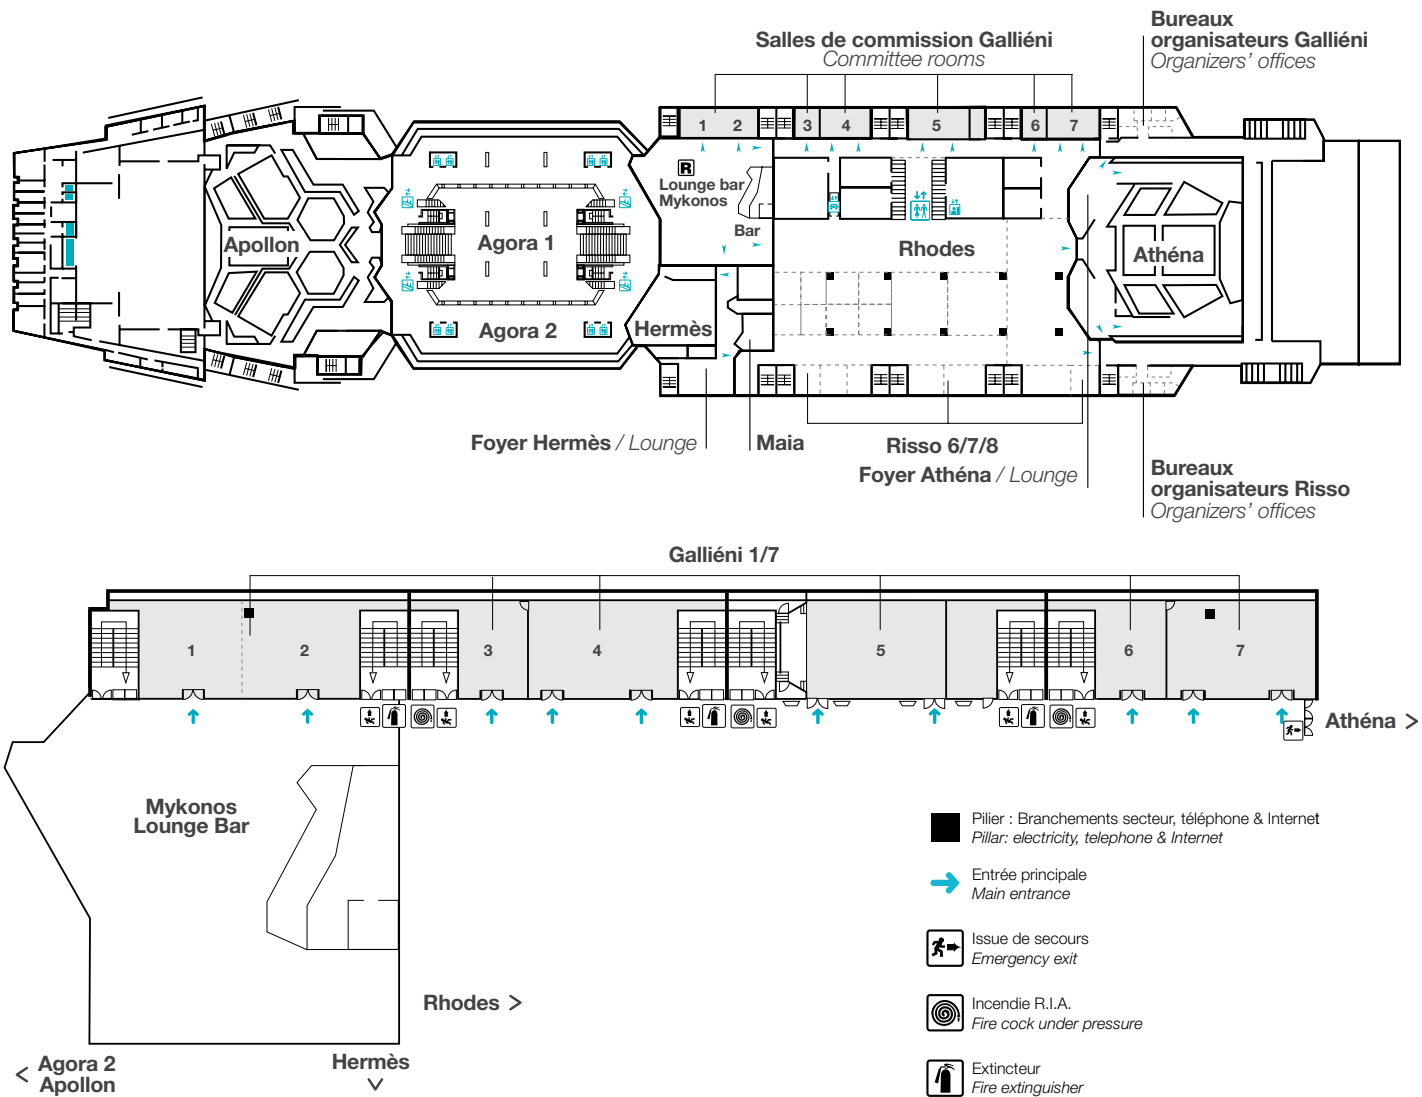 Salles de commission Galliéni
Committee rooms
Bureaux
organisateurs Galliéni
Organizers’ offices
1
2
3
4
5
6
7
R
Lounge bar
Mykonos
Bar
Apollon
Agora 1
Rhodes
Athéna
Agora 2
Hermès
Foyer Hermès / Lounge
Maia
Risso 6/7/8
Foyer Athéna / Lounge
Bureaux
organisateurs Risso
Organizers’ offices
Galliéni 1/7
1
2
3
4
5
6
7
Athéna >
Mykonos
Lounge Bar
Pilier : Branchements secteur, téléphone & Internet
Pillar: electricity, telephone & Internet
Entrée principale
Main entrance
Issue de secours
Emergency exit
Rhodes >
Incendie R.I.A.
Fire cock under pressure
< Agora 2
Apollon
Hermès
Extincteur
Fire extinguisher